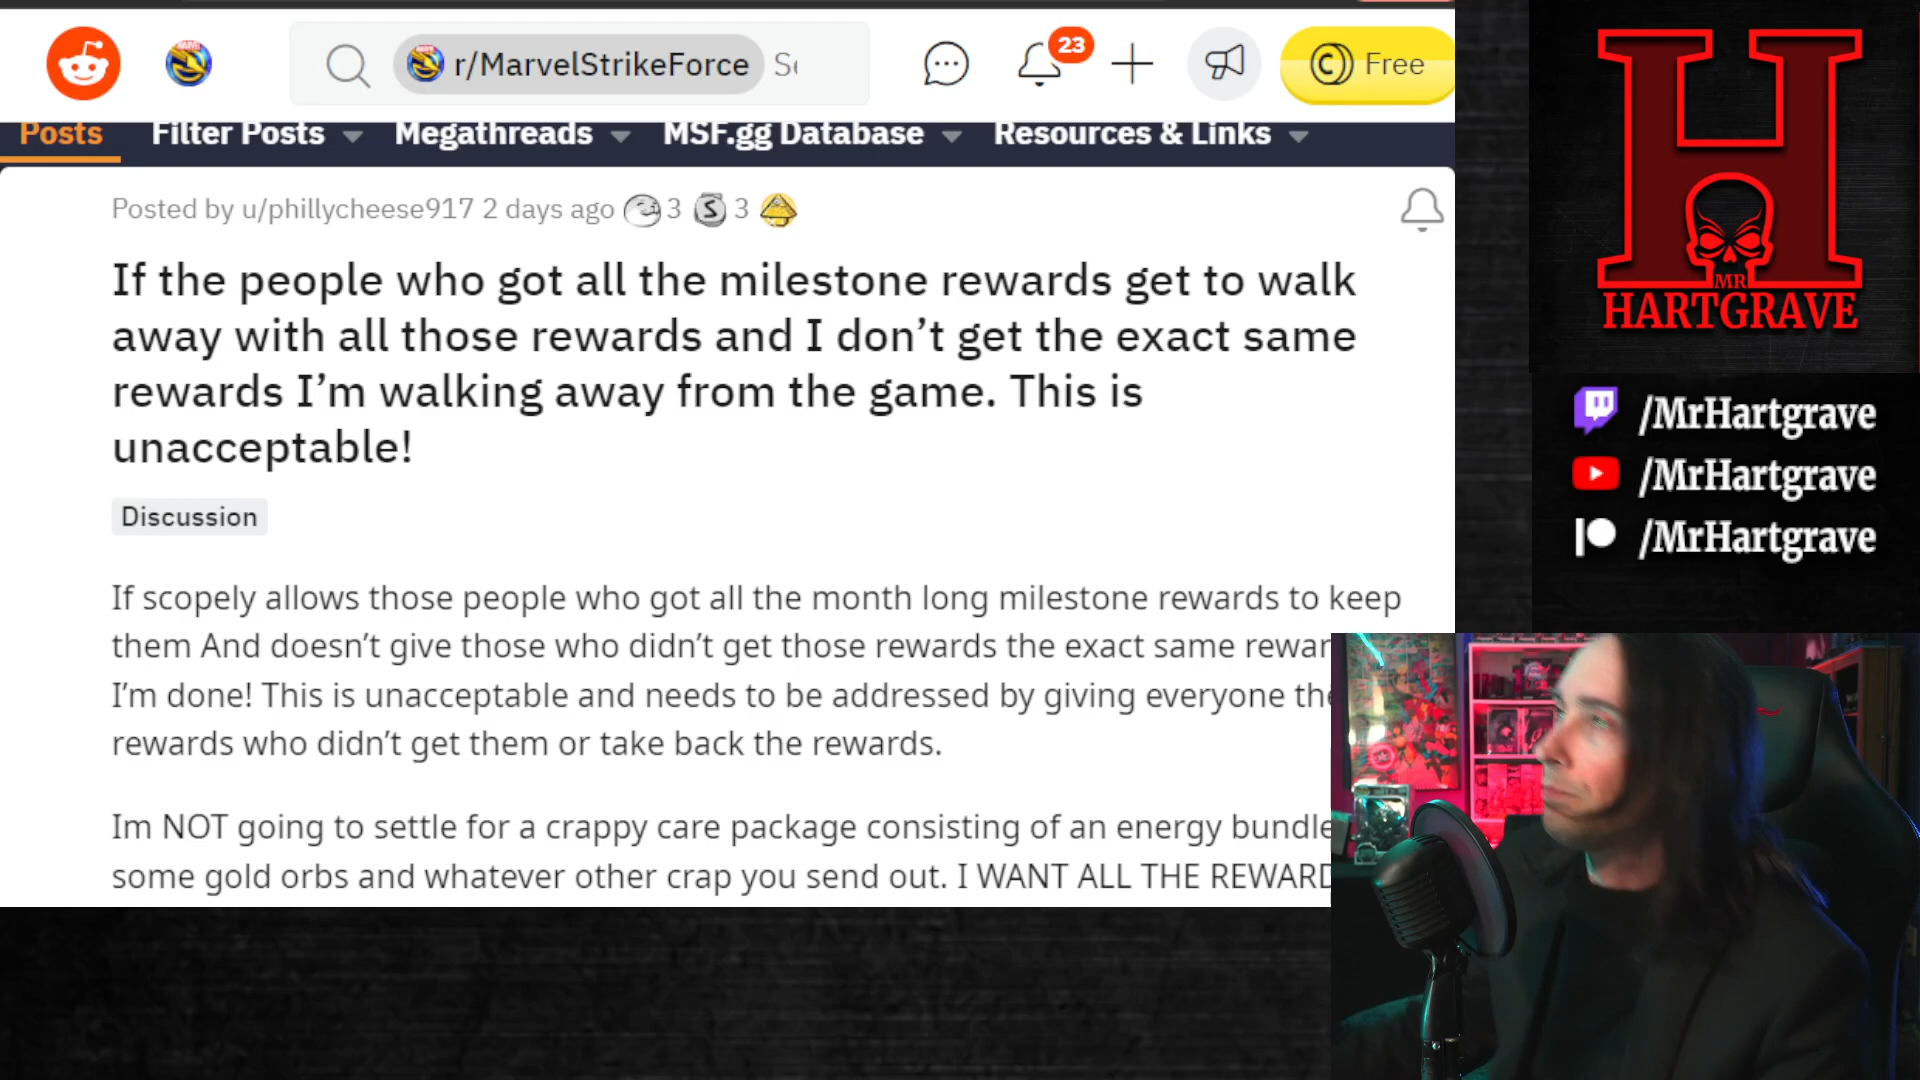 r/MarvelStrikeForce
23
Free
Posts Filter Posts Megathreads MSF.gg Database Resources & Links
Posted by u/phillycheese917 2 days ago 3 3
If the people who got all the milestone rewards get to walk
away with all those rewards and I don’t get the exact same
rewards I’m walking away from the game. This is
unacceptable!
Discussion
If scopely allows those people who got all the month long milestone rewards to keep
them And doesn’t give those who didn’t get those rewards the exact same
I’m done! This is unacceptable and needs to be addressed by giving everyone
rewards who didn’t get them or take back the rewards.
Im NOT going to settle for a crappy care package consisting of an energy bundle
some gold orbs and whatever other crap you send out. I WANT ALL THE
H
MR
HARTGRAVE
/MrHartgrave
/MrHartgrave
/MrHartgrave